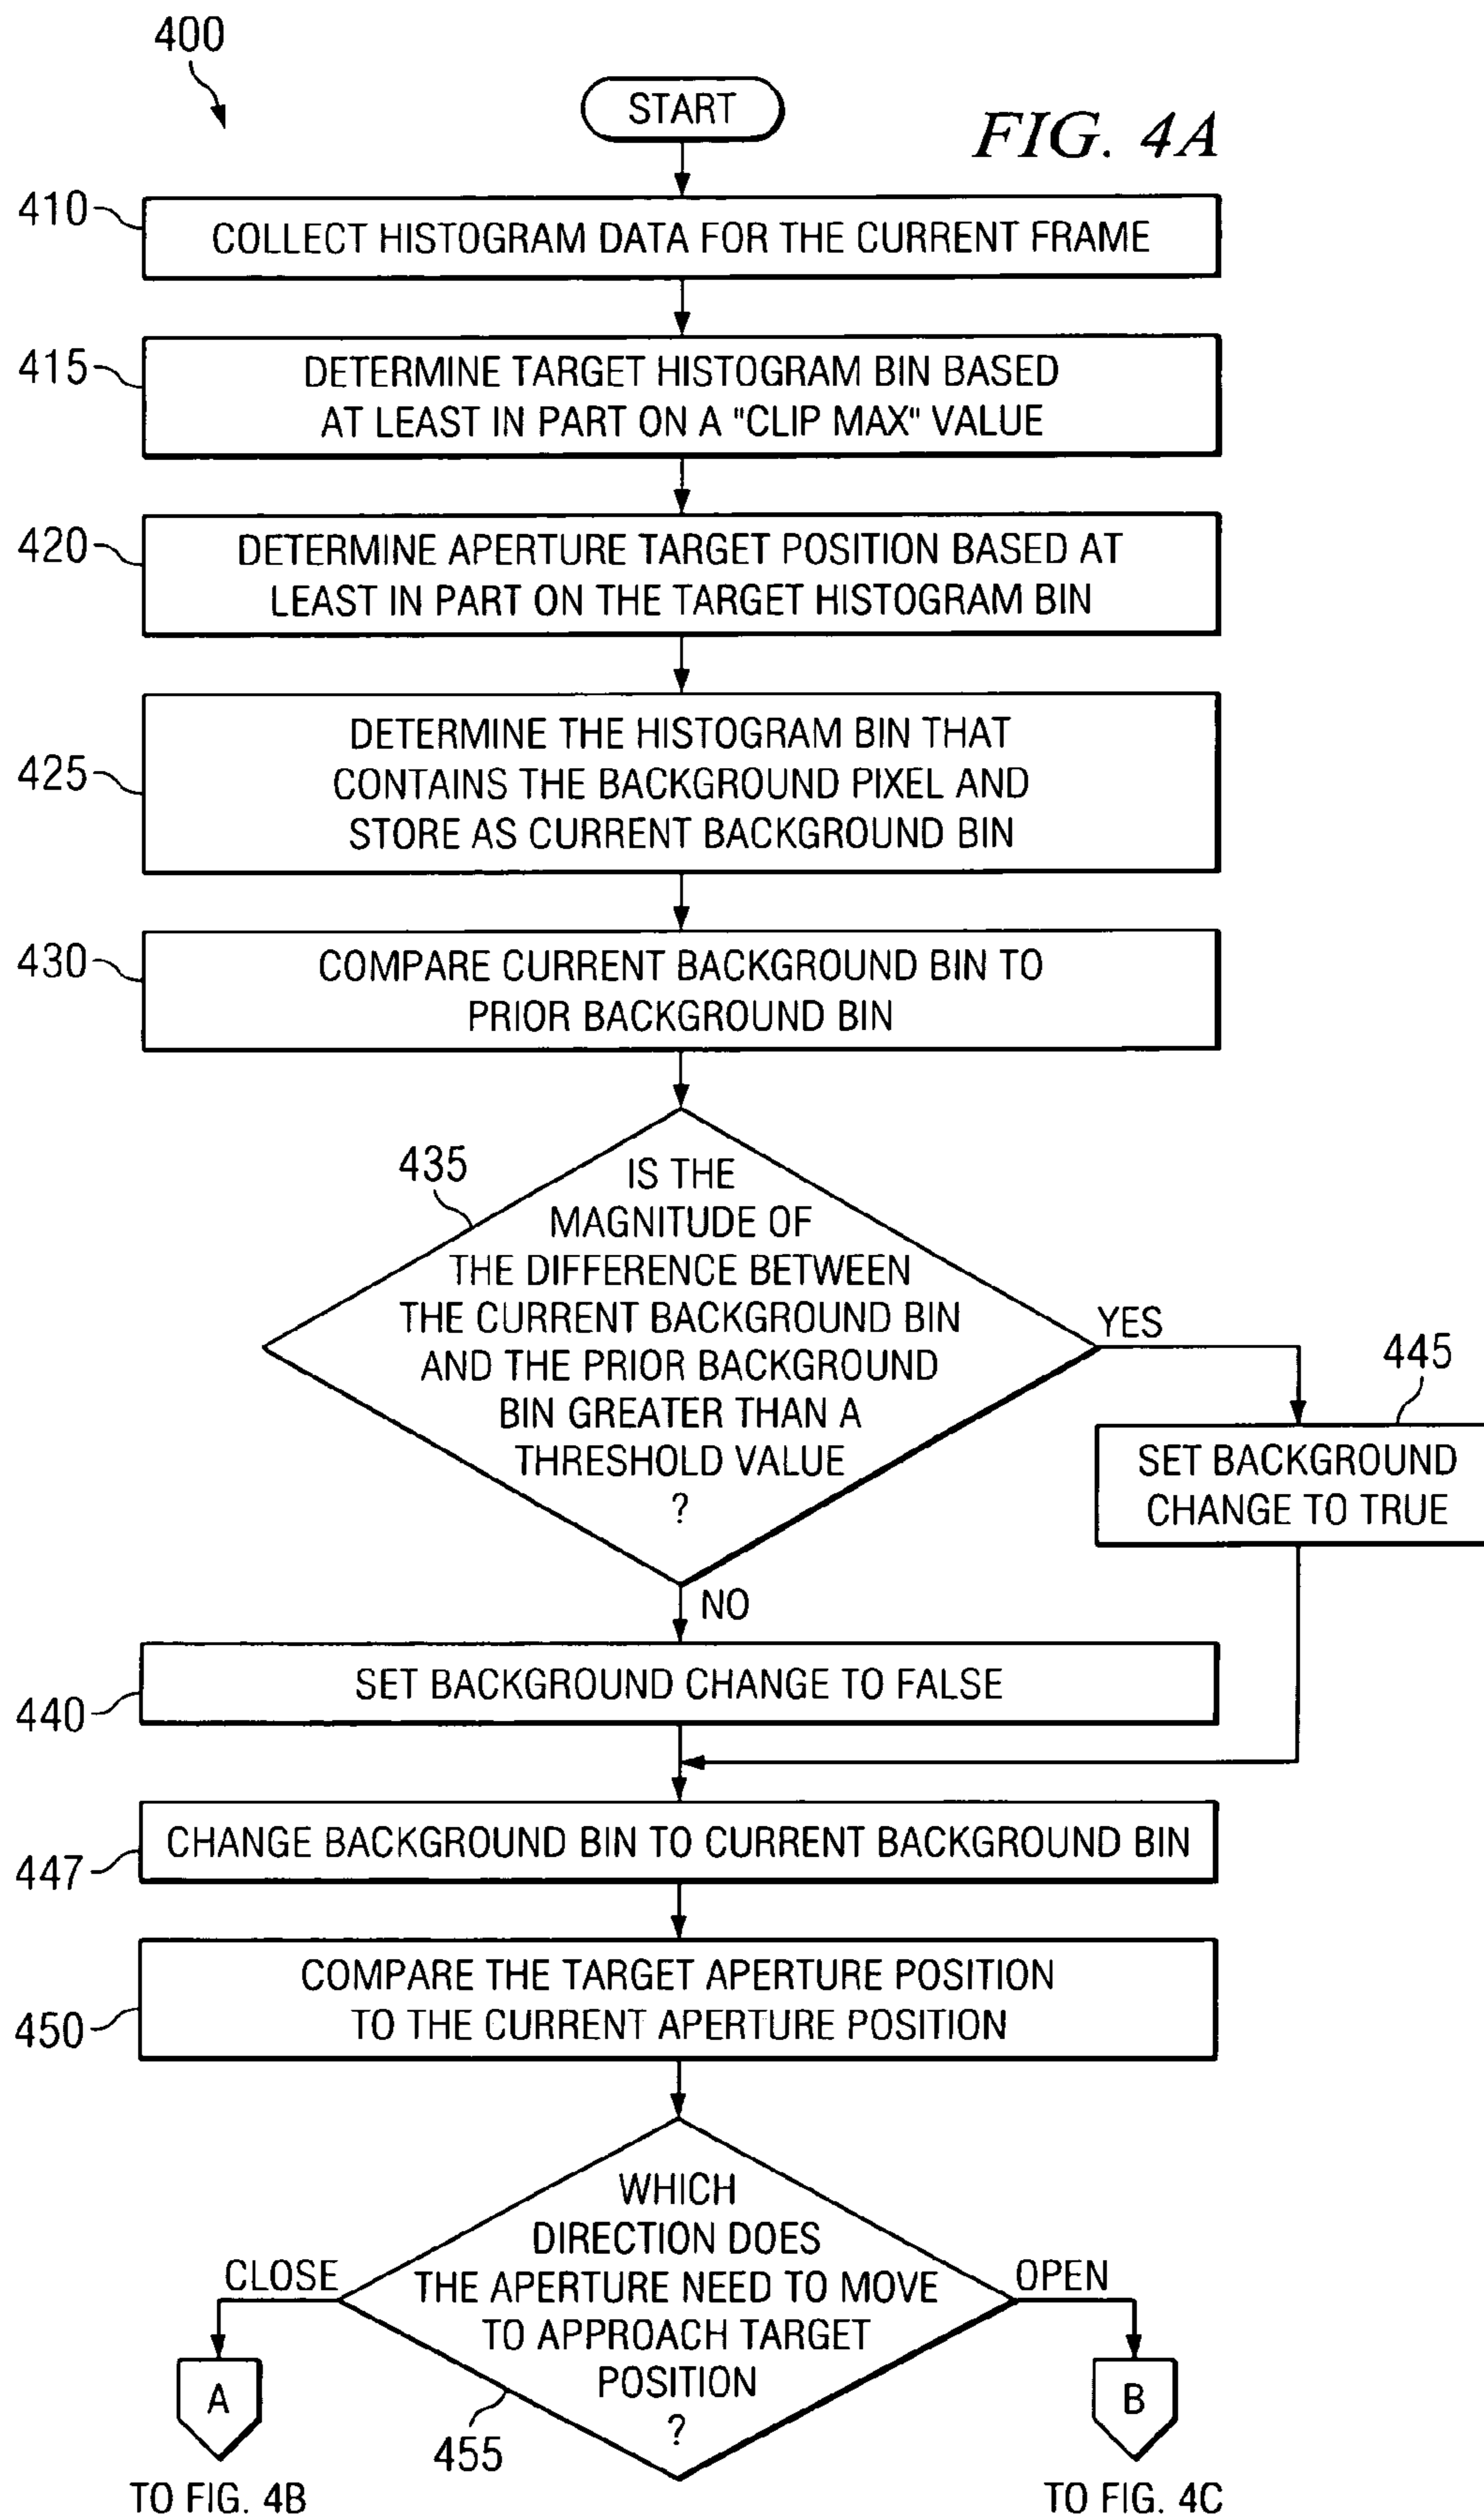 400
START
FIG. 4A
410
COLLECT HISTOGRAM DATA FOR THE CURRENT FRAME
415
DETERMINE TARGET HISTOGRAM BIN BASED
AT LEAST IN PART ON A "CLIP MAX" VALUE
420
DETERMINE APERTURE TARGET POSITION BASED AT
LEAST IN PART ON THE TARGET HISTOGRAM BIN
425
DETERMINE THE HISTOGRAM BIN THAT
CONTAINS THE BACKGROUND PIXEL AND
STORE AS CURRENT BACKGROUND BIN
430
COMPARE CURRENT BACKGROUND BIN TO
PRIOR BACKGROUND BIN
435
IS THE
MAGNITUDE OF
THE DIFFERENCE BETWEEN
THE CURRENT BACKGROUND BIN
AND THE PRIOR BACKGROUND
BIN GREATER THAN A
THRESHOLD VALUE
?
YES
445
SET BACKGROUND
CHANGE TO TRUE
NO
440
SET BACKGROUND CHANGE TO FALSE
447
CHANGE BACKGROUND BIN TO CURRENT BACKGROUND BIN
450
COMPARE THE TARGET APERTURE POSITION
TO THE CURRENT APERTURE POSITION
WHICH
DIRECTION DOES
THE APERTURE NEED TO MOVE
TO APPROACH TARGET
POSITION
?
455
CLOSE
OPEN
A
B
TO FIG. 4B
TO FIG. 4C